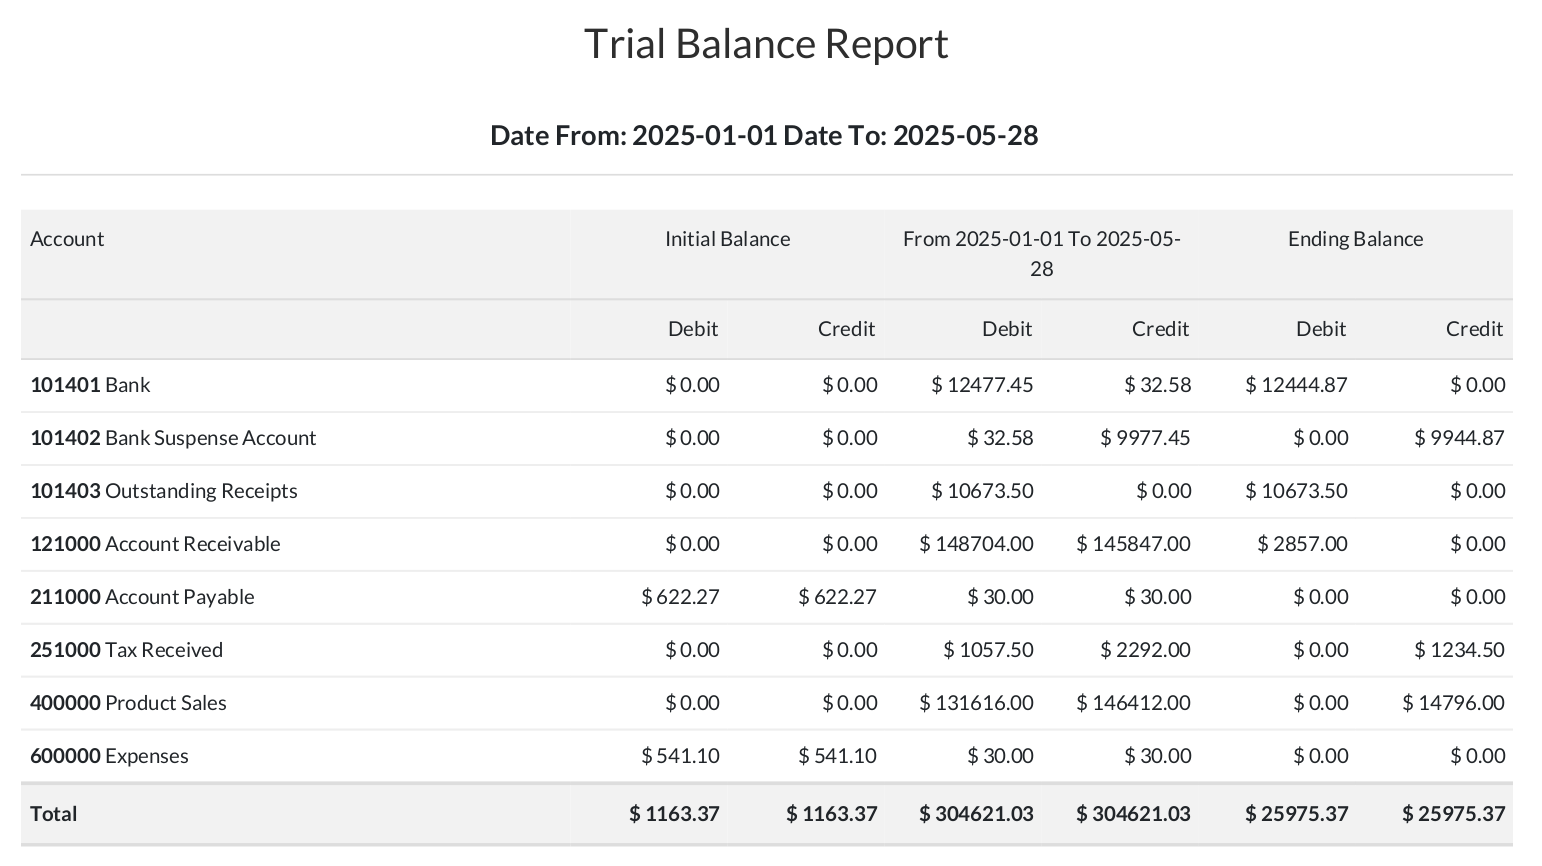 Trial Balance Report
Date From: 2025-01-01 Date To: 2025-05-28
Account Initial Balance From 2025-01-01 To 2025-05- Ending Balance
28
Debit Credit Debit Credit Debit Credit
101401 Bank $ 0.00 $ 0.00 $ 12477.45 $ 32.58 $ 12444.87 $ 0.00
101402 Bank Suspense Account $ 0.00 $ 0.00 $ 32.58 $ 9977.45 $ 0.00 $ 9944.87
101403 Outstanding Receipts $ 0.00 $ 0.00 $ 10673.50 $ 0.00 $ 10673.50 $ 0.00
121000 Account Receivable $ 0.00 $ 0.00 $ 148704.00 $ 145847.00 $ 2857.00 $ 0.00
211000 Account Payable $ 622.27 $ 622.27 $ 30.00 $ 30.00 $ 0.00 $ 0.00
251000 Tax Received $ 0.00 $ 0.00 $ 1057.50 $ 2292.00 $ 0.00 $ 1234.50
400000 Product Sales $ 0.00 $ 0.00 $ 131616.00 $ 146412.00 $ 0.00 $ 14796.00
600000 Expenses $ 541.10 $ 541.10 $ 30.00 $ 30.00 $ 0.00 $ 0.00
Total $ 1163.37 $ 1163.37 $ 304621.03 $ 304621.03 $ 25975.37 $ 25975.37